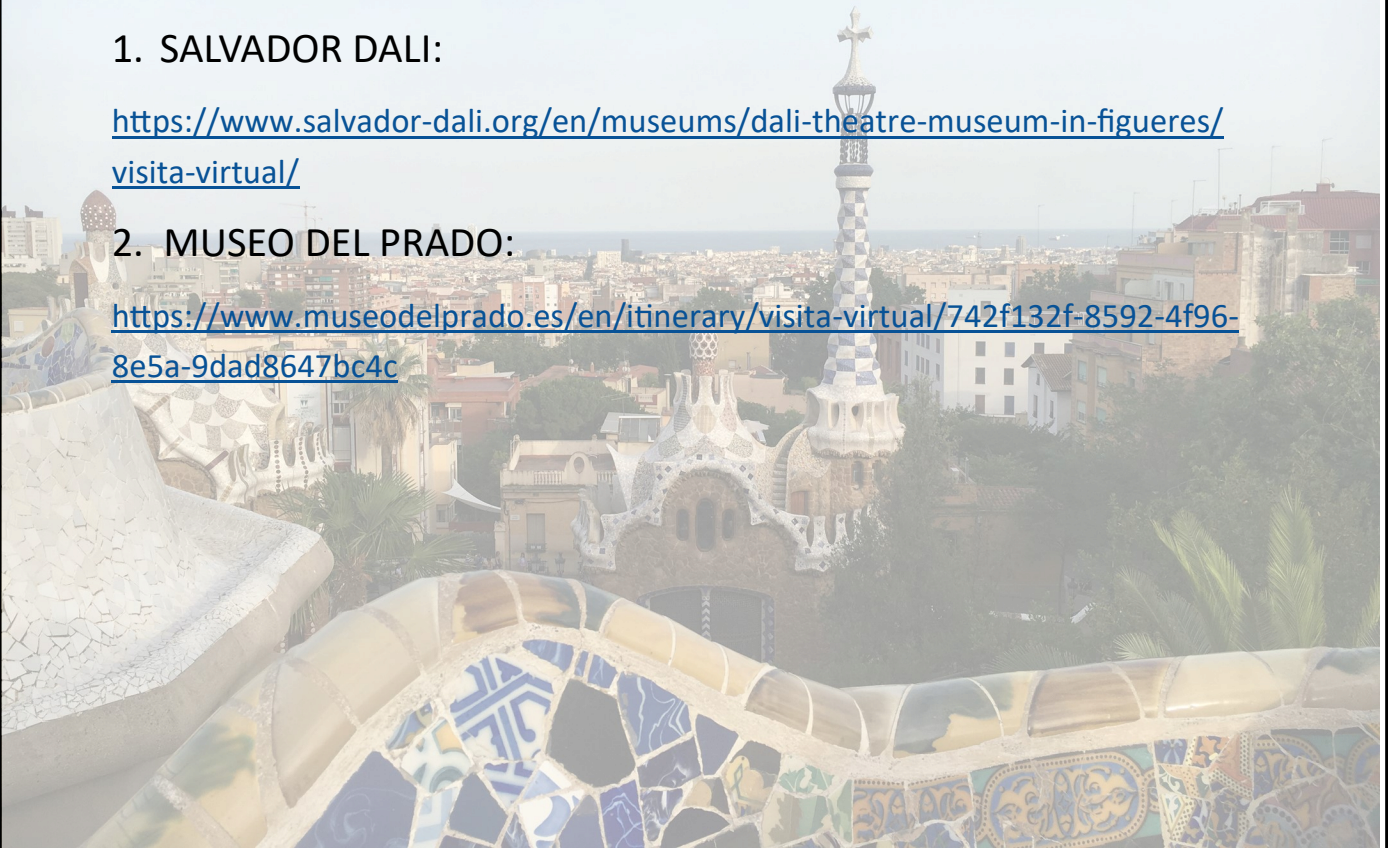 1. SALVADOR DALI:
https://www.salvador-dali.org/en/museums/dali-theatre-museum-in-figueres/
visita-virtual/
2. MUSEO DEL PRADO:
https://www.museodelprado.es/en/itinerary/visita-virtual/742f132f-8592-4f96-
8e5a-9dad8647bc4c